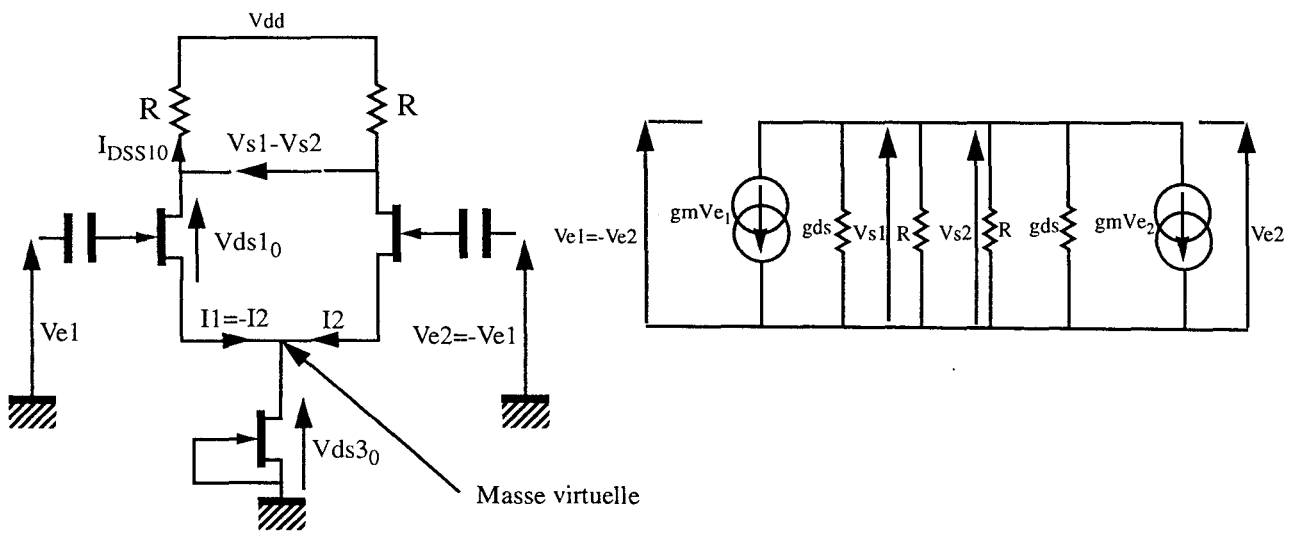 Vdd
R
R
I_DSS10
Vs1-Vs2
Vds1₀
I1=-I2
I2
Ve1
Ve2=-Ve1
Vds3₀
Masse virtuelle
Ve1=-Ve2
gmVe₁
gds
Vs1
R
Vs2
R
gds
gmVe₂
Ve2